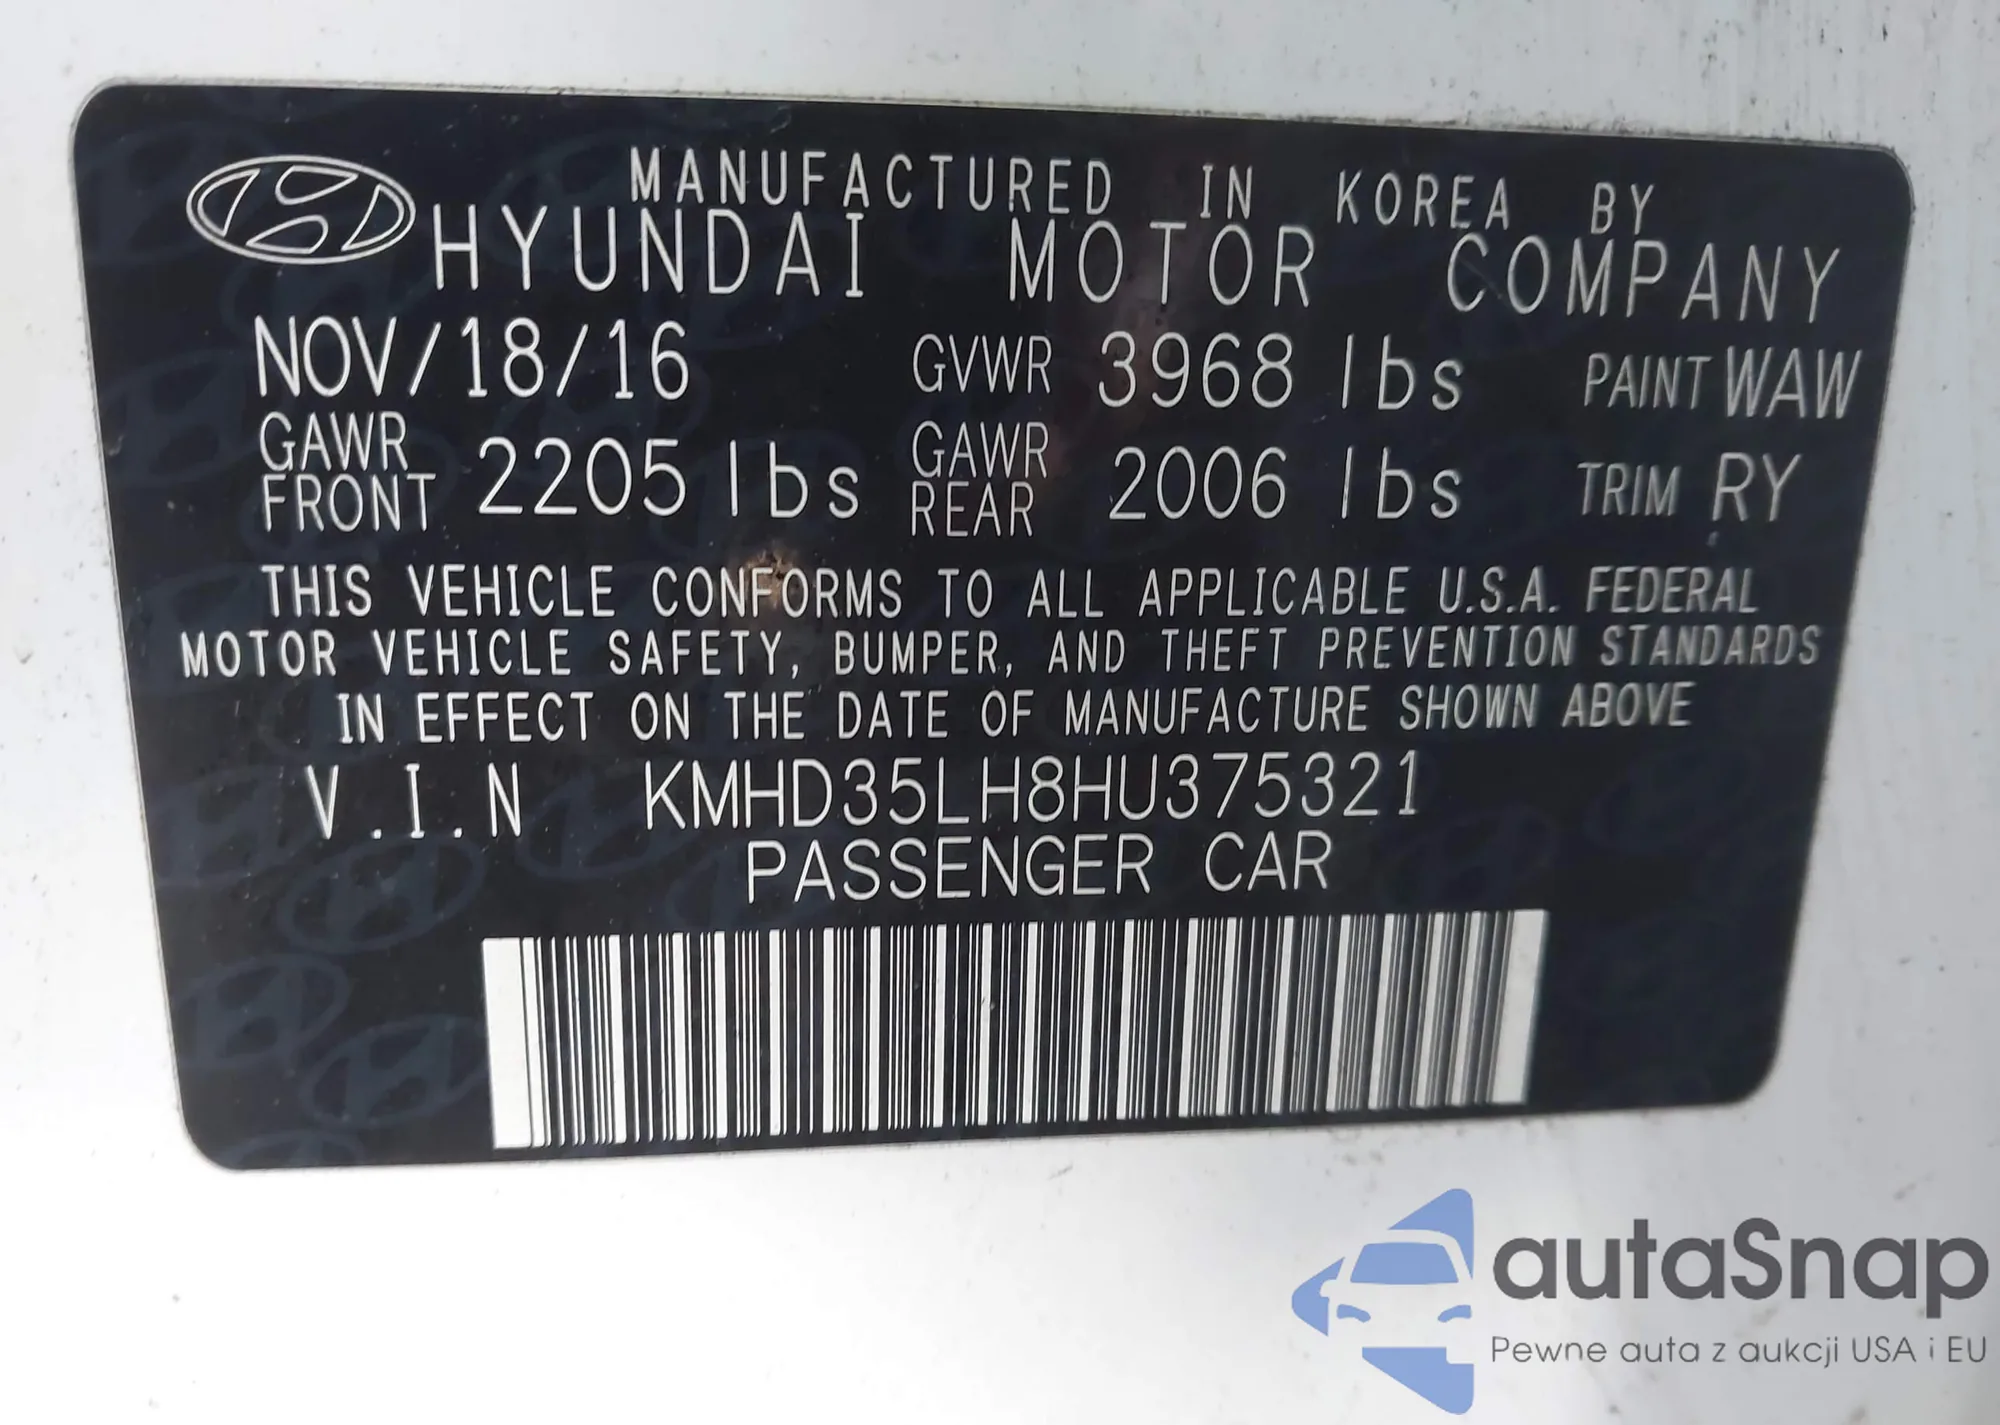 MANUFACTURED IN KOREA BY
HYUNDAI MOTOR COMPANY
NOV/18/16 GVWR 3968 lbs PAINT WAW
GAWR FRONT 2205 lbs GAWR REAR 2006 lbs TRIM RY
THIS VEHICLE CONFORMS TO ALL APPLICABLE U.S.A. FEDERAL
MOTOR VEHICLE SAFETY, BUMPER, AND THEFT PREVENTION STANDARDS
IN EFFECT ON THE DATE OF MANUFACTURE SHOWN ABOVE
V.I.N KMHD35LH8HU375321
PASSENGER CAR
autaSnap
Pewne auta z aukcji USA i EU